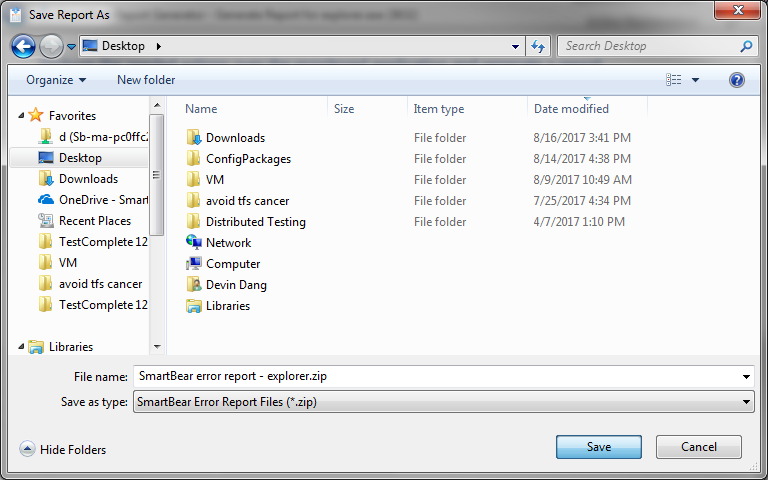 Save Report As
Desktop
Search Desktop
Organize
New folder
Favorites
d (Sb-ma-pc0ffc2
Desktop
Downloads
OneDrive - Smart
Recent Places
TestComplete 12
VM
avoid tfs cancer
TestComplete 12
Libraries
Name Size Item type Date modified
Downloads File folder 8/16/2017 3:41 PM
ConfigPackages File folder 8/14/2017 4:38 PM
VM File folder 8/9/2017 10:49 AM
avoid tfs cancer File folder 7/25/2017 4:34 PM
Distributed Testing File folder 4/7/2017 1:10 PM
Network
Computer
Devin Dang
Libraries
File name: SmartBear error report - explorer.zip
Save as type: SmartBear Error Report Files (*.zip)
Hide Folders
Save
Cancel